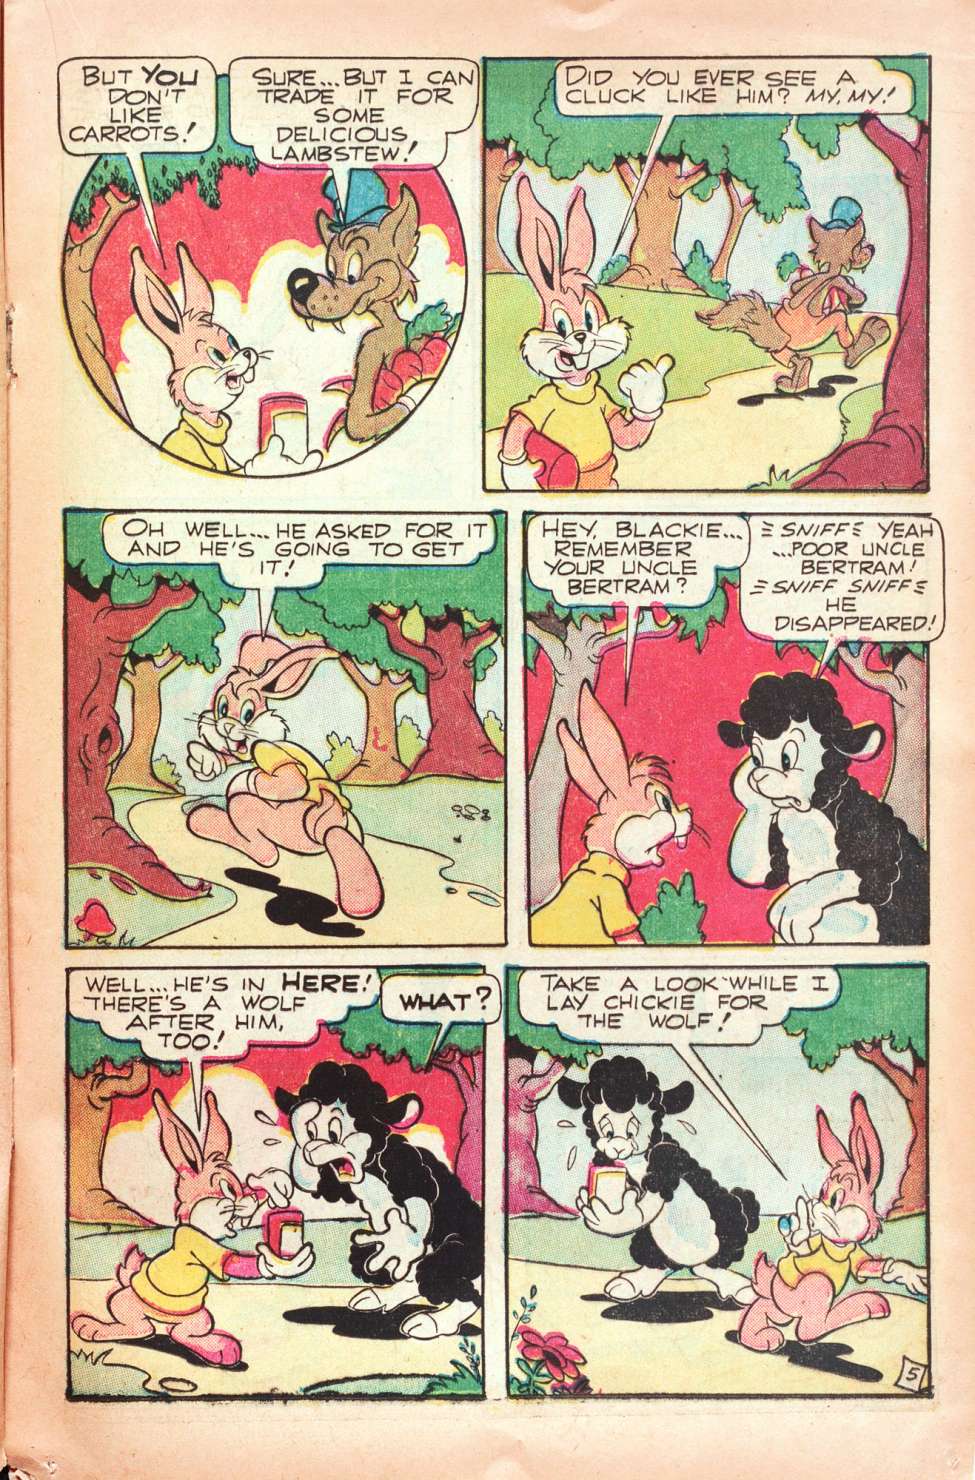 BUT YOU
DON'T
LIKE
CARROTS!
SURE... BUT I CAN
TRADE IT FOR
SOME
DELICIOUS
LAMBSTEW!
DID YOU EVER SEE A
CLUCK LIKE HIM? MY, MY!
OH WELL... HE ASKED FOR IT
AND HE'S GOING TO GET
IT!
HEY, BLACKIE...
REMEMBER
YOUR UNCLE
BERTRAM?
SNIFF YEAH
...POOR UNCLE
BERTRAM!
SNIFF SNIFF
HE
DISAPPEARED!
WELL... HE'S IN HERE!
THERE'S A WOLF
AFTER HIM,
TOO!
WHAT?
TAKE A LOOK WHILE I
LAY CHICKIE FOR
THE WOLF!
5